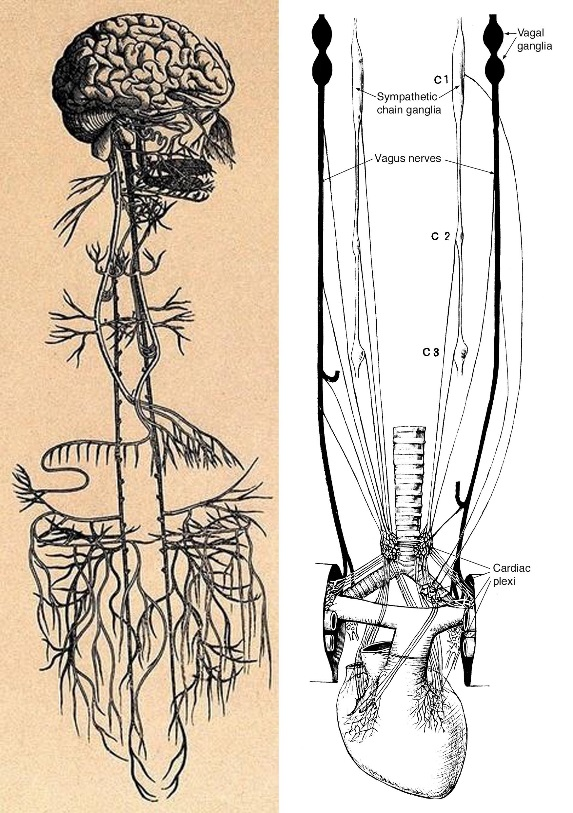 Vagal
ganglia
C 1
Sympathetic
chain ganglia
Vagus nerves
C 2
C 3
Cardiac
plexi